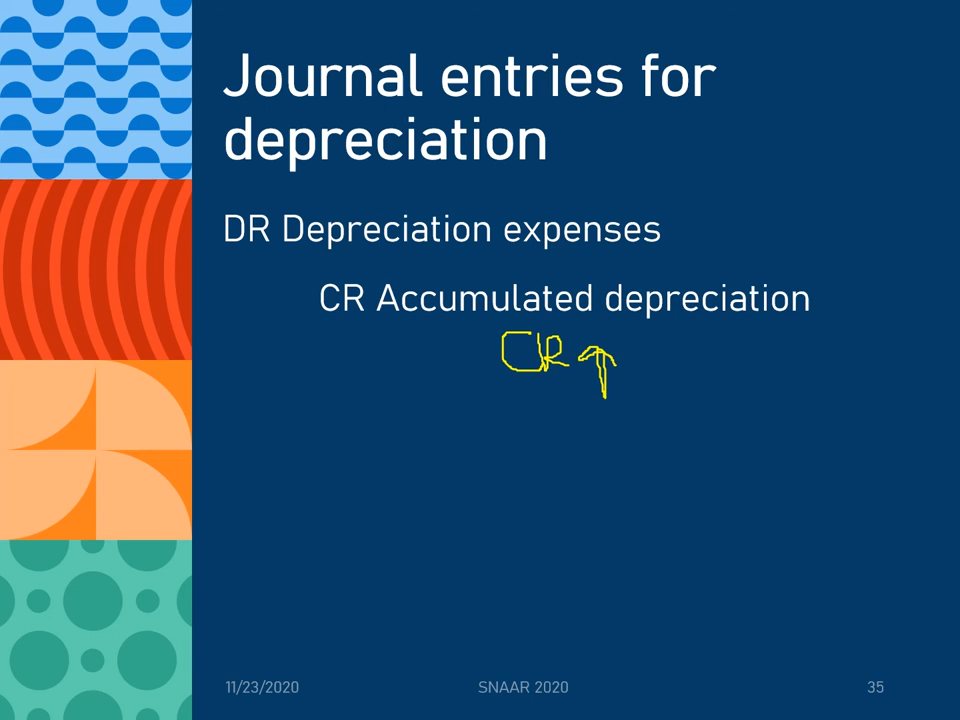 Journal entries for
depreciation
DR Depreciation expenses
CR Accumulated depreciation
CR ↑
11/23/2020 SNAAR 2020 35